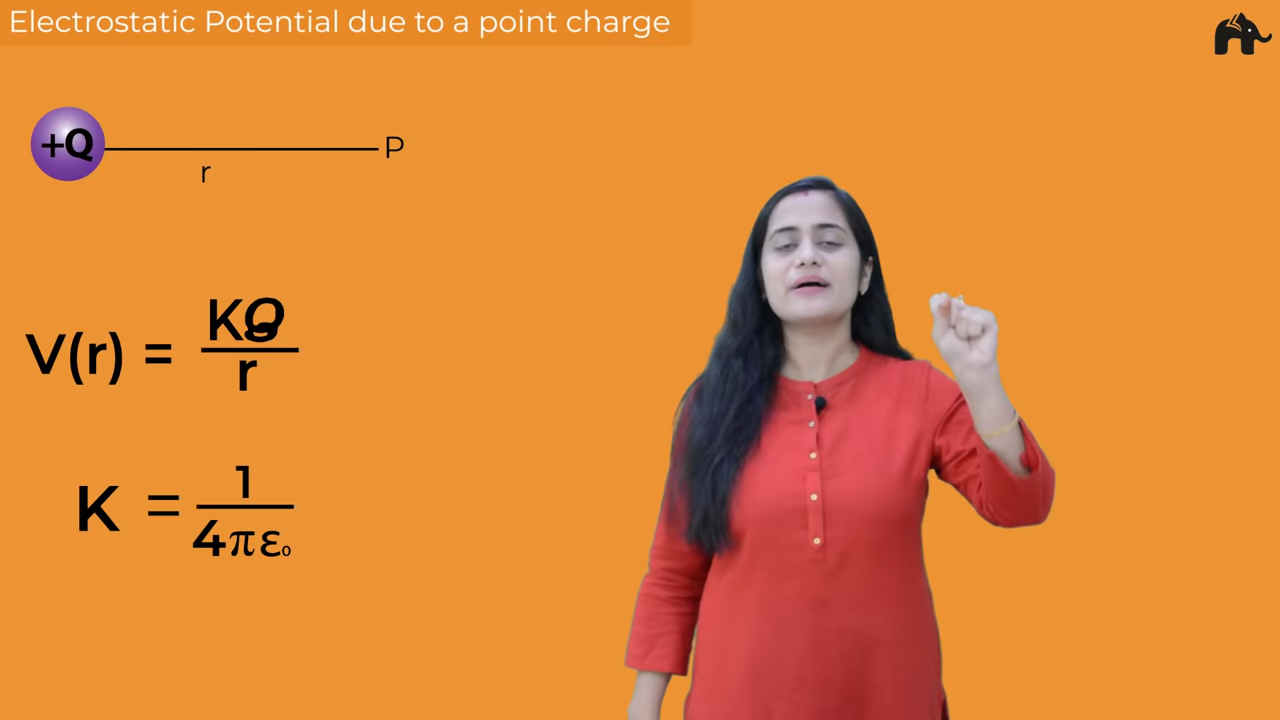 Electrostatic Potential due to a point charge
+Q
P
r
V(r) = KQ/r
K = 1/4πε₀